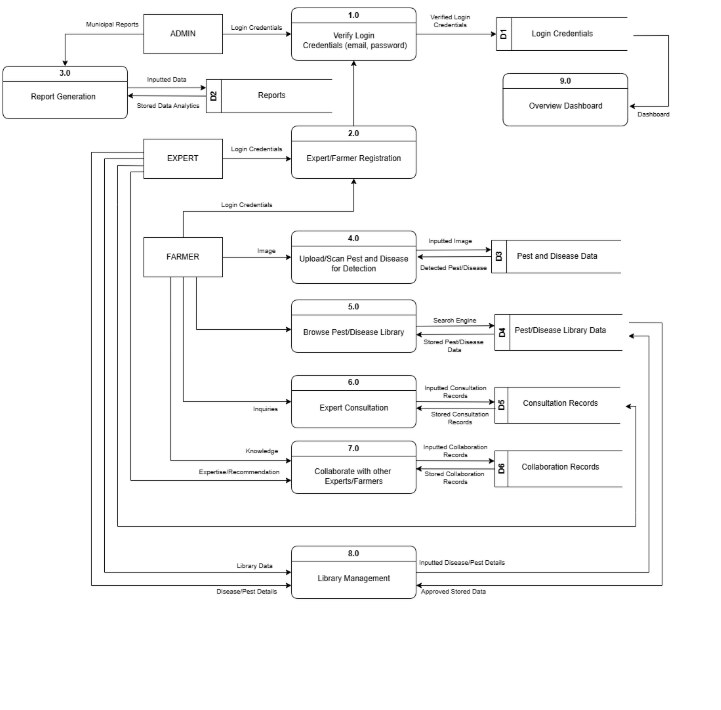 1.0
Verify Login
Credentials (email, password)
Municipal Reports
ADMIN
Login Credentials
Verified Login
Credentials
D1
Login Credentials
3.0
Report Generation
Inputted Data
Stored Data Analytics
D2
Reports
9.0
Overview Dashboard
Dashboard
2.0
Expert/Farmer Registration
EXPERT
Login Credentials
Login Credentials
FARMER
Image
4.0
Upload/Scan Pest and Disease
for Detection
Inputted Image
Detected Pest/Disease
D3
Pest and Disease Data
5.0
Browse Pest/Disease Library
Search Engine
Stored Pest/Disease
Data
D4
Pest/Disease Library Data
6.0
Expert Consultation
Inquiries
Inputted Consultation
Records
Stored Consultation
Records
D5
Consultation Records
7.0
Collaborate with other
Experts/Farmers
Knowledge
Expertise/Recommendation
Inputted Collaboration
Records
Stored Collaboration
Records
D6
Collaboration Records
8.0
Library Management
Library Data
Disease/Pest Details
Inputted Disease/Pest Details
Approved Stored Data